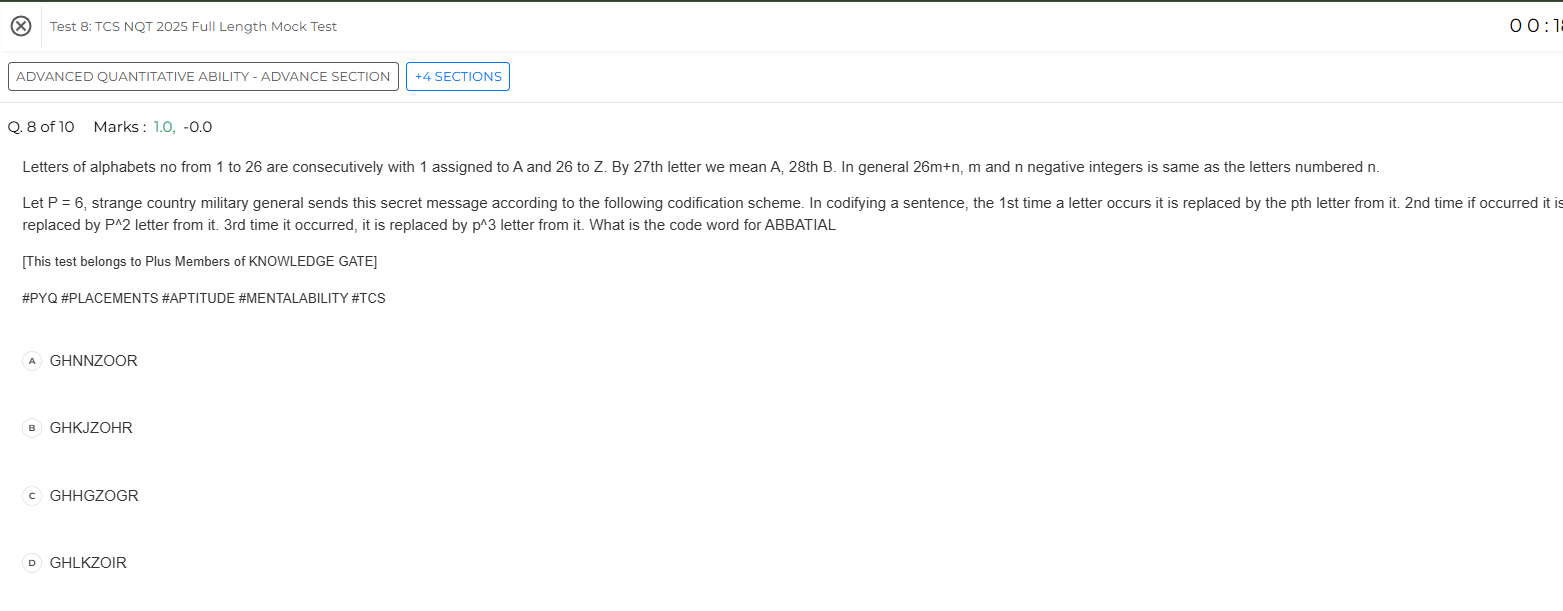 Test 8: TCS NQT 2025 Full Length Mock Test
00:18
ADVANCED QUANTITATIVE ABILITY - ADVANCE SECTION
+4 SECTIONS
Q. 8 of 10 Marks : 1.0, -0.0
Letters of alphabets no from 1 to 26 are consecutively with 1 assigned to A and 26 to Z. By 27th letter we mean A, 28th B. In general 26m+n, m and n negative integers is same as the letters numbered n.
Let P = 6, strange country military general sends this secret message according to the following codification scheme. In codifying a sentence, the 1st time a letter occurs it is replaced by the pth letter from it. 2nd time if occurred it is
replaced by P^2 letter from it. 3rd time it occurred, it is replaced by p^3 letter from it. What is the code word for ABBATIAL
[This test belongs to Plus Members of KNOWLEDGE GATE]
#PYQ #PLACEMENTS #APTITUDE #MENTALABILITY #TCS
A GHNNZOOR
B GHKJZOHR
C GHHGZOGR
D GHLKZOIR